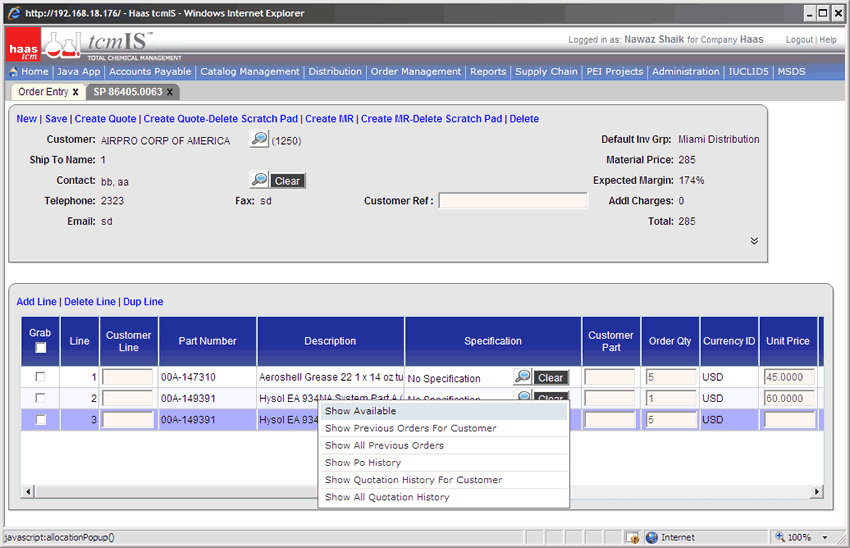 http://192.168.18.176/ - Haas tcmIS - Windows Internet Explorer
haas tcm tcmIS™ TOTAL CHEMICAL MANAGEMENT
Logged in as: Nawaz Shaik for Company Haas Logout | Help
Home | Java App | Accounts Payable | Catalog Management | Distribution | Order Management | Reports | Supply Chain | PEI Projects | Administration | IUCLID5 | MSDS
Order Entry x SP 86405.0063 x
New | Save | Create Quote | Create Quote-Delete Scratch Pad | Create MR | Create MR-Delete Scratch Pad | Delete
Customer: AIRPRO CORP OF AMERICA (1250) Default Inv Grp: Miami Distribution
Ship To Name: 1 Material Price: 285
Contact: bb, aa Clear Expected Margin: 174%
Telephone: 2323 Fax: sd Customer Ref : Addl Charges: 0
Email: sd Total: 285
Add Line | Delete Line | Dup Line
Grab Line Customer Line Part Number Description Specification Customer Part Order Qty Currency ID Unit Price
1 00A-147310 Aeroshell Grease 22 1 x 14 oz tu No Specification Clear 5 USD 45.0000
2 00A-149391 Hysol EA 934NA System Part A ( No Specification Clear 1 USD 60.0000
3 00A-149391 Hysol EA 934 5 USD
Show Available
Show Previous Orders For Customer
Show All Previous Orders
Show Po History
Show Quotation History For Customer
Show All Quotation History
javascript:allocationPopup() Internet 100%